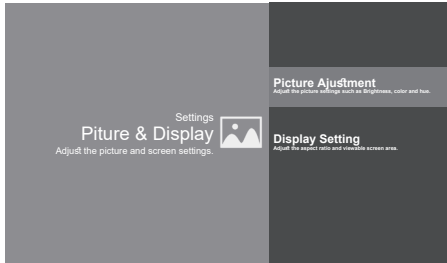 Settings
Piture & Display
Adjust the picture and screen settings.
Picture Ajustment
Adjust the picture settings such as Brightness, color and hue.
Display Setting
Adjust the aspect ratio and viewable screen area.